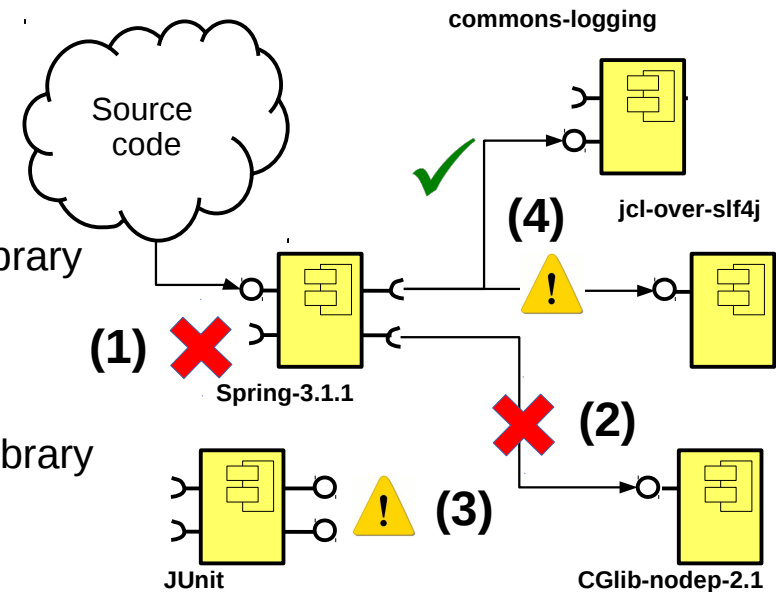 commons-logging
Source
code
jcl-over-slf4j
(4)
brary
(1)
Spring-3.1.1
(2)
brary
(3)
JUnit
CGlib-nodep-2.1